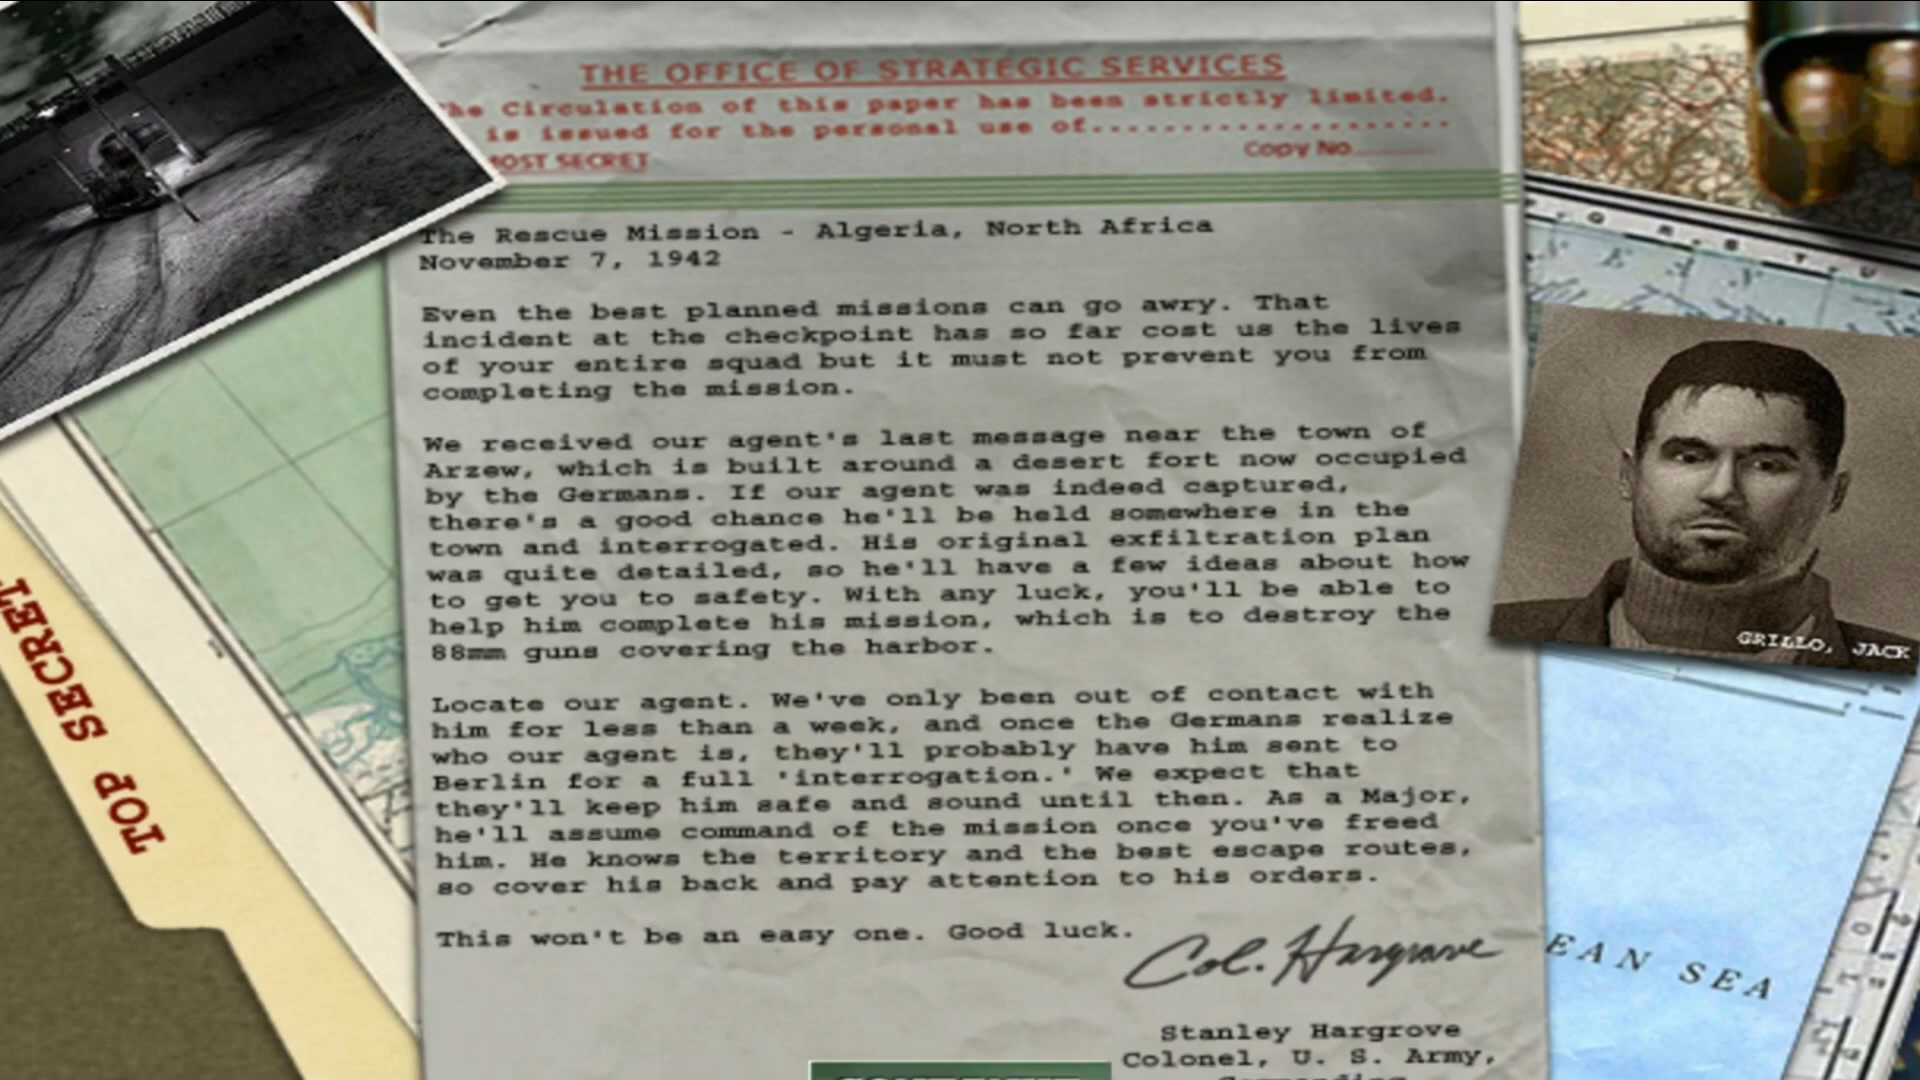 THE OFFICE OF STRATEGIC SERVICES
he Circulation of this paper has been strictly limited.
is issued for the personal use of....................
MOST SECRET
Copy No
The Rescue Mission - Algeria, North Africa
November 7, 1942
Even the best planned missions can go awry. That
incident at the checkpoint has so far cost us the lives
of your entire squad but it must not prevent you from
completing the mission.
We received our agent's last message near the town of
Arzew, which is built around a desert fort now occupied
by the Germans. If our agent was indeed captured,
there's a good chance he'll be held somewhere in the
town and interrogated. His original exfiltration plan
was quite detailed, so he'll have a few ideas about how
to get you to safety. With any luck, you'll be able to
help him complete his mission, which is to destroy the
88mm guns covering the harbor.
Locate our agent. We've only been out of contact with
him for less than a week, and once the Germans realize
who our agent is, they'll probably have him sent to
Berlin for a full 'interrogation.' We expect that
they'll keep him safe and sound until then. As a Major,
he'll assume command of the mission once you've freed
him. He knows the territory and the best escape routes,
so cover his back and pay attention to his orders.
This won't be an easy one. Good luck.
Col. Hargrove
Stanley Hargrove
Colonel, U. S. Army,
TOP SECRET
GRILLO, JACK
EAN SEA